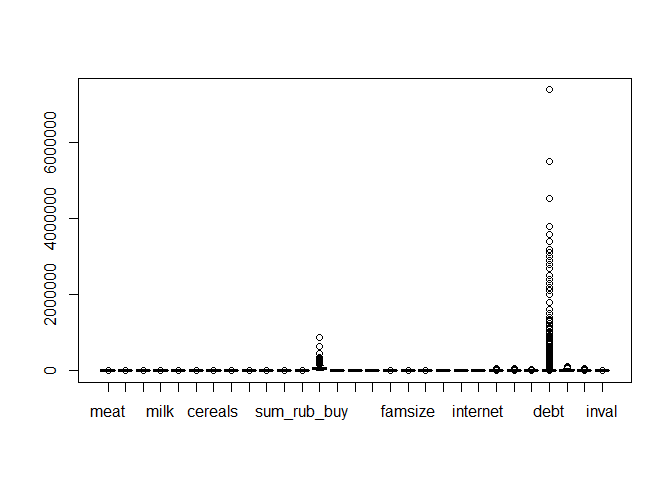 6000000
4000000
2000000
0
meat milk cereals sum_rub_buy famsize internet debt inval